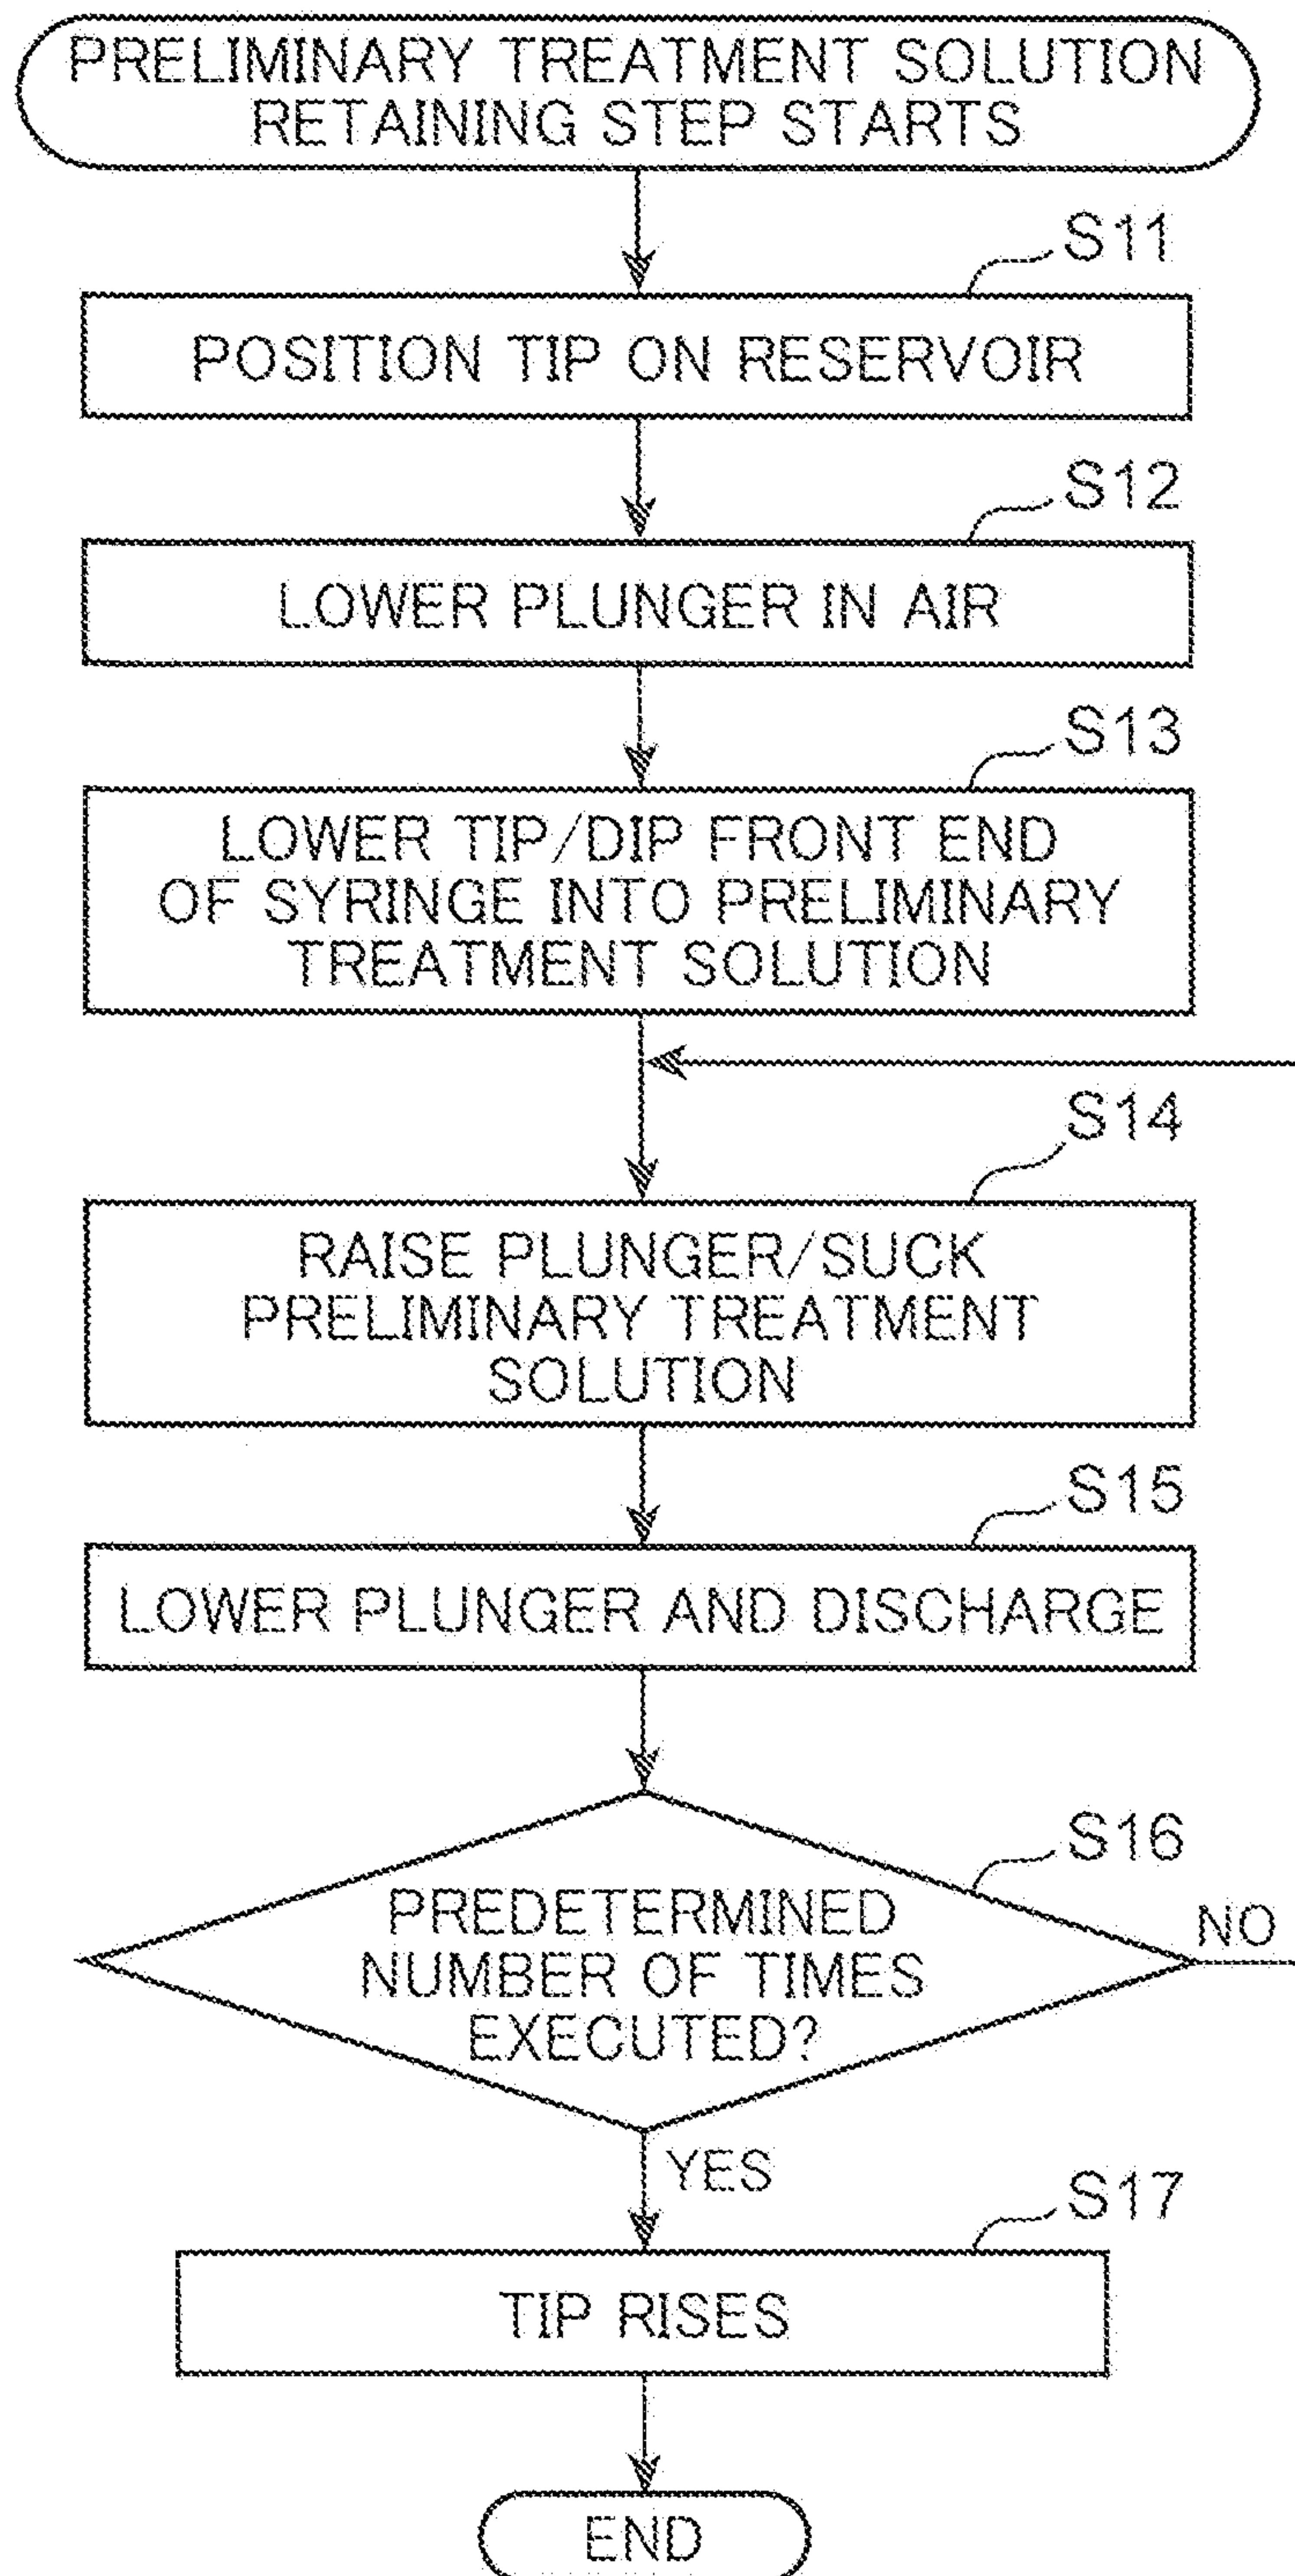 PRELIMINARY TREATMENT SOLUTION
RETAINING STEP STARTS
S11
POSITION TIP ON RESERVOIR
S12
LOWER PLUNGER IN AIR
S13
LOWER TIP/DIP FRONT END
OF SYRINGE INTO PRELIMINARY
TREATMENT SOLUTION
S14
RAISE PLUNGER/SUCK
PRELIMINARY TREATMENT
SOLUTION
S15
LOWER PLUNGER AND DISCHARGE
S16
PREDETERMINED
NUMBER OF TIMES
EXECUTED?
NO
YES
S17
TIP RISES
END